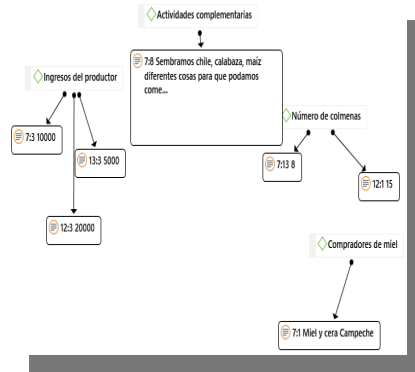 Actividades complementarias
7:8 Sembramos chile, calabaza, maíz
diferentes cosas para que podamos
come...
Ingresos del productor
Número de colmenas
7:3 10000
13:3 5000
7:13 8
12:1 15
12:3 20000
Compradores de miel
7:1 Miel y cera Campeche